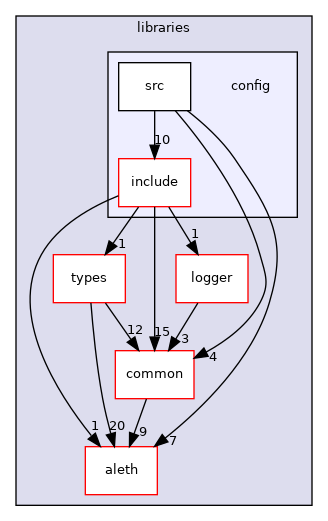 libraries
src
config
10
include
1
1
types
logger
12
15
3
4
common
1
20
9
7
aleth